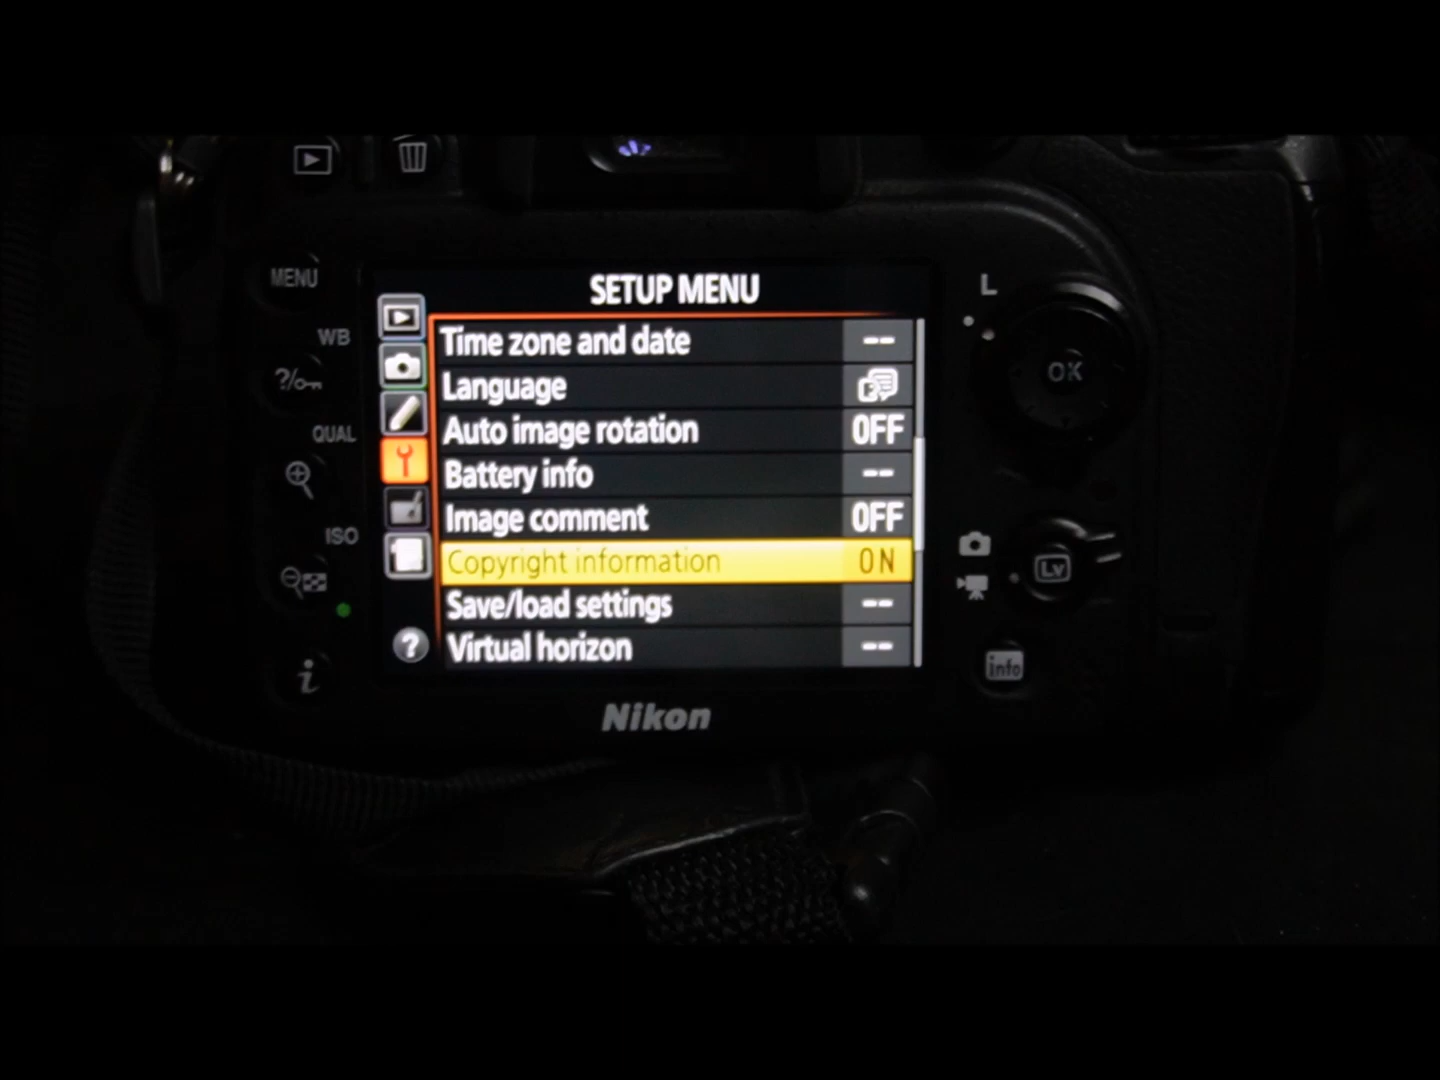 MENU
WB
?/
QUAL
ISO
i
SETUP MENU
Time zone and date --
Language
Auto image rotation OFF
Battery info --
Image comment OFF
Copyright information ON
Save/load settings --
Virtual horizon --
?
Nikon
L
OK
Lv
info